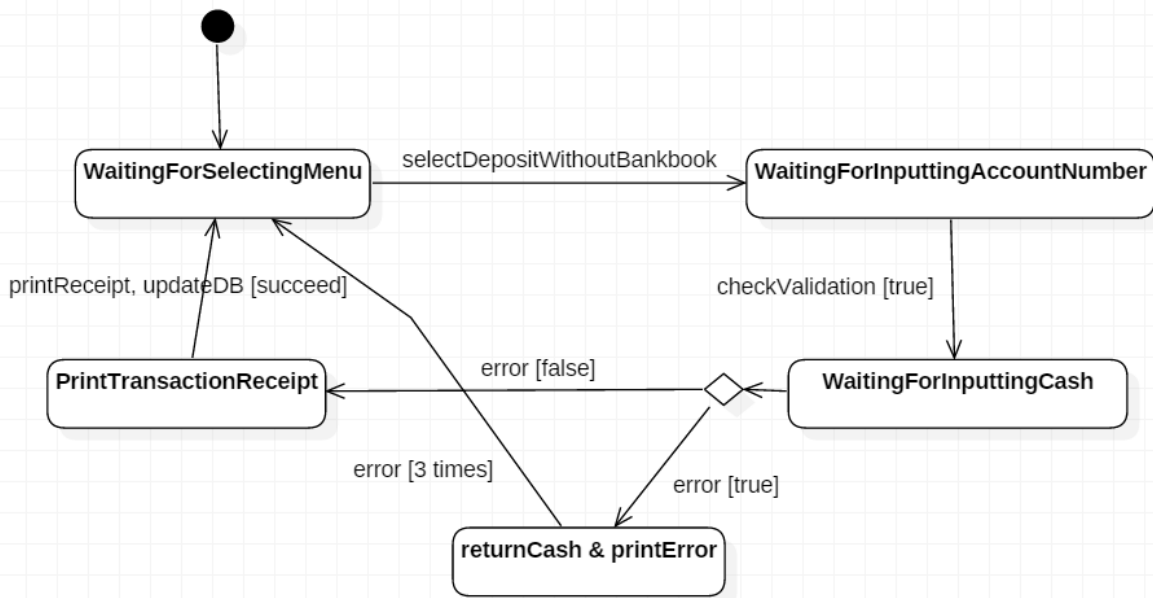 selectDepositWithoutBankbook
WaitingForSelectingMenu
WaitingForInputtingAccountNumber
printReceipt, updateDB [succeed]
checkValidation [true]
error [false]
PrintTransactionReceipt
WaitingForInputtingCash
error [3 times]
error [true]
returnCash & printError